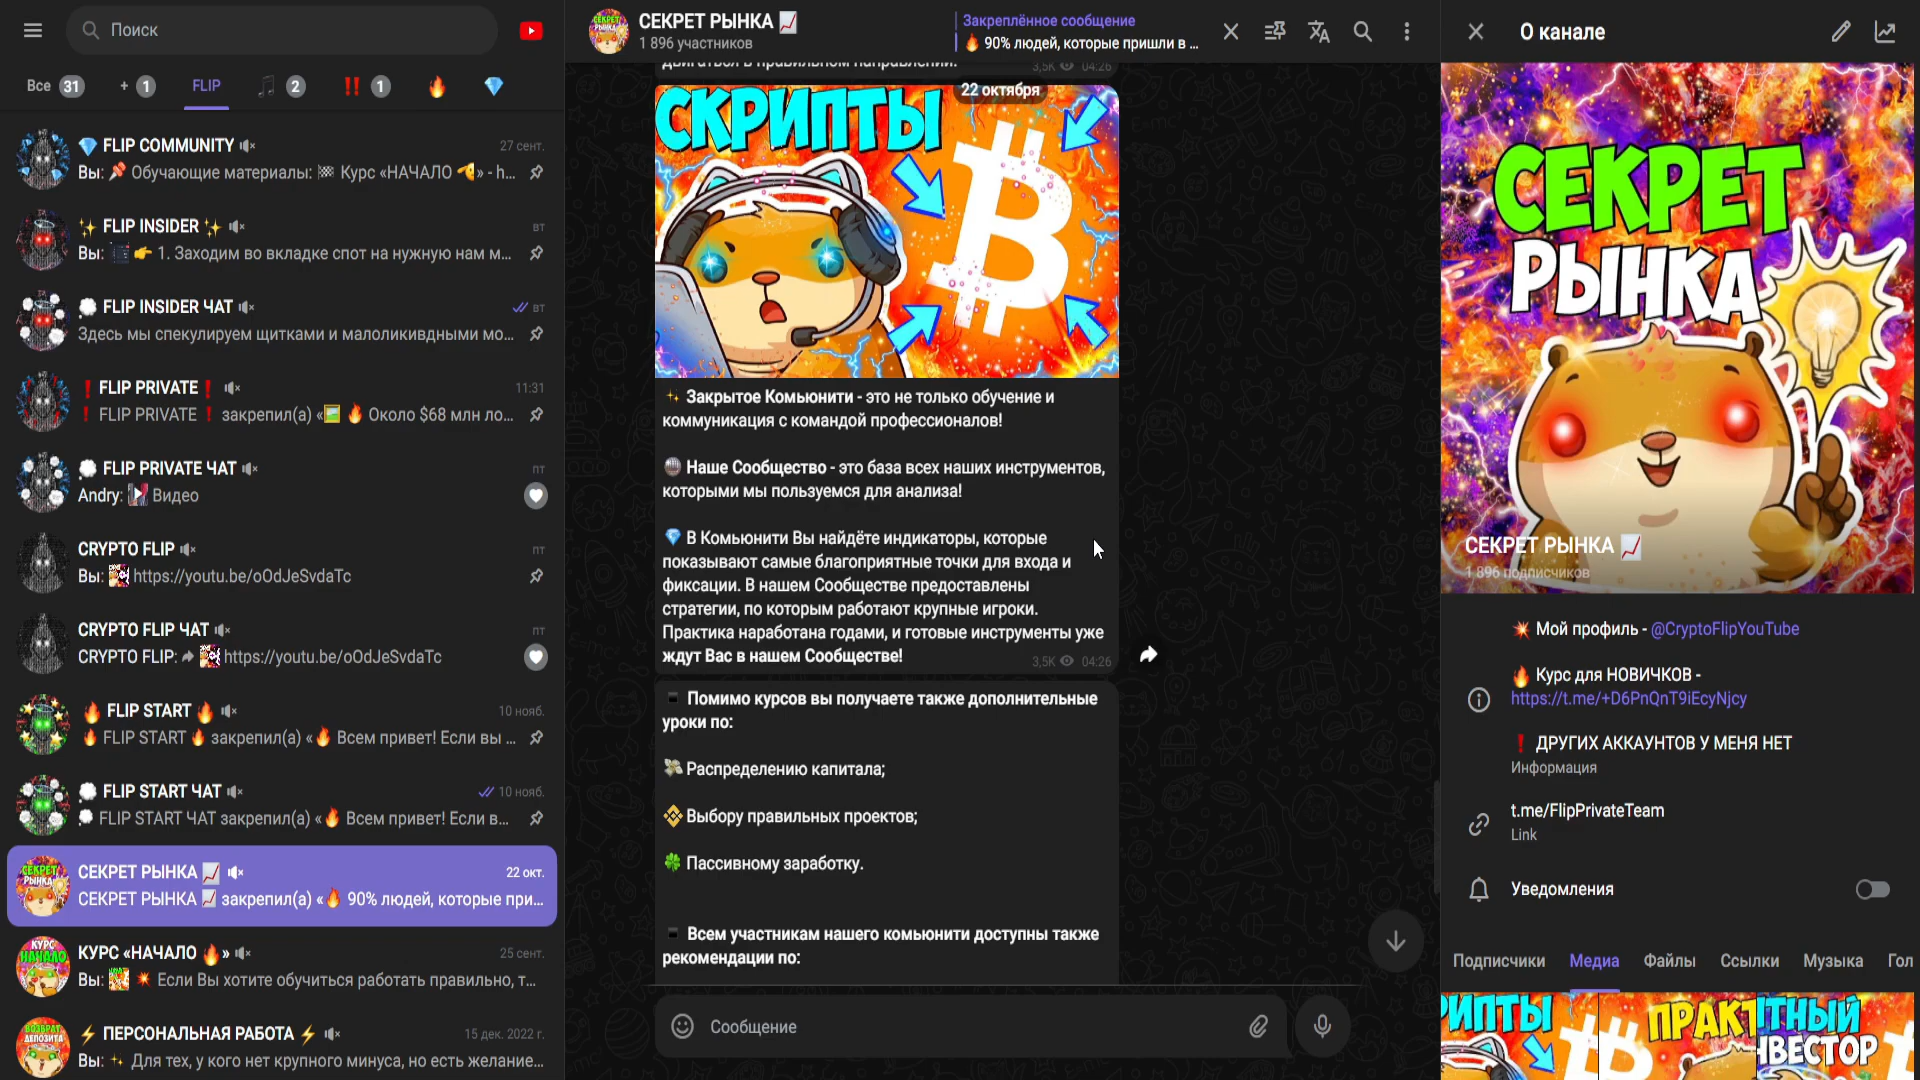 Поиск
Все 31
+ 1
FLIP
2
1
FLIP COMMUNITY
27 сент.
Вы: Обучающие материалы: Курс «НАЧАЛО» - h...
FLIP INSIDER
вт
Вы: 1. Заходим во вкладке спот на нужную нам м...
FLIP INSIDER ЧАТ
вт
Здесь мы спекулируем щитками и малоликивдными мо...
FLIP PRIVATE
11:31
FLIP PRIVATE закрепил(а) « Около $68 млн ло...
FLIP PRIVATE ЧАТ
пт
Andry: Видео
CRYPTO FLIP
пт
Вы: https://youtu.be/oOdJeSvdaTc
CRYPTO FLIP ЧАТ
пт
CRYPTO FLIP: https://youtu.be/oOdJeSvdaTc
FLIP START
10 нояб.
FLIP START закрепил(а) « Всем привет! Если вы ...
FLIP START ЧАТ
10 нояб.
FLIP START ЧАТ закрепил(а) « Всем привет! Если в...
СЕКРЕТ РЫНКА
22 окт.
СЕКРЕТ РЫНКА закрепил(а) « 90% людей, которые при...
КУРС «НАЧАЛО »
25 сент.
Вы: Если Вы хотите обучиться работать правильно, т...
ПЕРСОНАЛЬНАЯ РАБОТА
15 дек. 2022 г.
Вы: Для тех, у кого нет крупного минуса, но есть желание...
СЕКРЕТ РЫНКА
1 896 участников
Закреплённое сообщение
90% людей, которые пришли в ...
двигаться в правильном направлении.
3,5K 04:26
22 октября
СКРИПТЫ
Закрытое Комьюнити - это не только обучение и
коммуникация с командой профессионалов!
Наше Сообщество - это база всех наших инструментов,
которыми мы пользуемся для анализа!
В Комьюнити Вы найдёте индикаторы, которые
показывают самые благоприятные точки для входа и
фиксации. В нашем Сообществе предоставлены
стратегии, по которым работают крупные игроки.
Практика наработана годами, и готовые инструменты уже
ждут Вас в нашем Сообществе!
3,5K 04:26
Помимо курсов вы получаете также дополнительные
уроки по:
Распределению капитала;
Выбору правильных проектов;
Пассивному заработку.
Всем участникам нашего комьюнити доступны также
рекомендации по:
Сообщение
О канале
СЕКРЕТ
РЫНКА
СЕКРЕТ РЫНКА
1 896 подписчиков
Мой профиль - @CryptoFlipYouTube
Курс для НОВИЧКОВ -
https://t.me/+D6PnQnT9iEcyNjcy
ДРУГИХ АККАУНТОВ У МЕНЯ НЕТ
Информация
t.me/FlipPrivateTeam
Link
Уведомления
Подписчики Медиа Файлы Ссылки Музыка Гол
РИПТЫ
ПРАКТ
ІТНЫЙ
НВЕСТОР